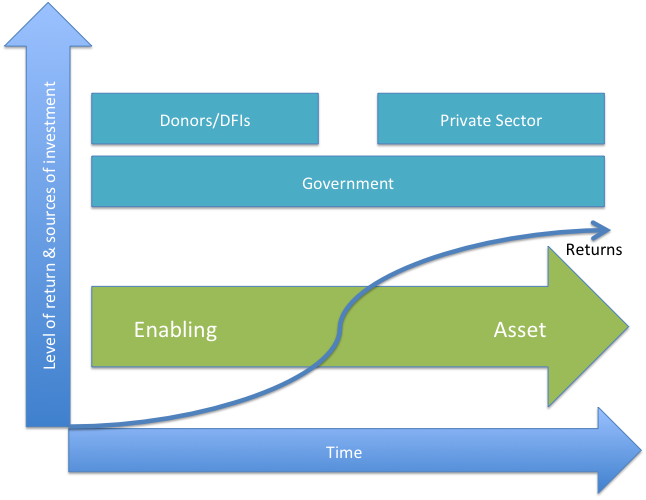 Donors/DFIs
Private Sector
Government
Level of return & sources of investment
Returns
Enabling
Asset
Time